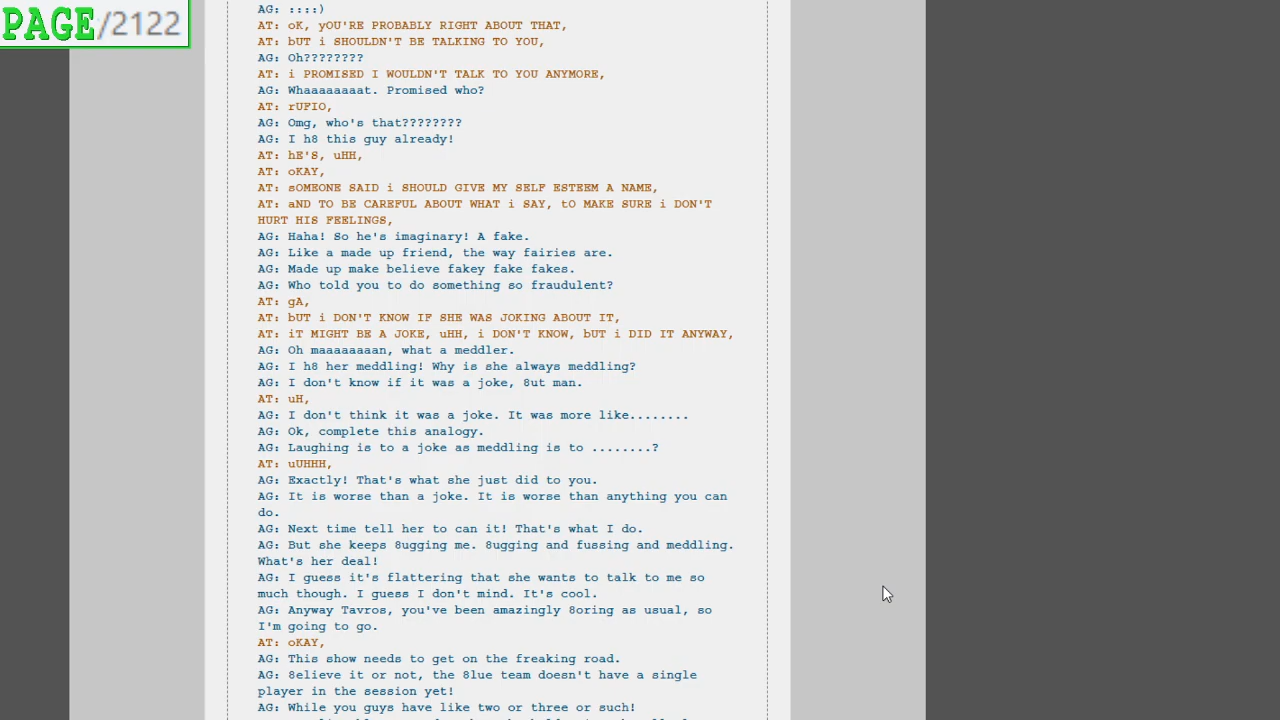 PAGE/2122
AG: ::::)
AT: oK, yOU'RE PROBABLY RIGHT ABOUT THAT,
AT: bUT i SHOULDN'T BE TALKING TO YOU,
AG: Oh????????
AT: i PROMISED I WOULDN'T TALK TO YOU ANYMORE,
AG: Whaaaaaaaat. Promised who?
AT: rUFIO,
AG: Omg, who's that????????
AG: I h8 this guy already!
AT: hE'S, uHH,
AT: oKAY,
AT: sOMEONE SAID i SHOULD GIVE MY SELF ESTEEM A NAME,
AT: aND TO BE CAREFUL ABOUT WHAT i SAY, tO MAKE SURE i DON'T
HURT HIS FEELINGS,
AG: Haha! So he's imaginary! A fake.
AG: Like a made up friend, the way fairies are.
AG: Made up make believe fakey fake fakes.
AG: Who told you to do something so fraudulent?
AT: gA,
AT: bUT i DON'T KNOW IF SHE WAS JOKING ABOUT IT,
AT: iT MIGHT BE A JOKE, uHH, i DON'T KNOW, bUT i DID IT ANYWAY,
AG: Oh maaaaaaaan, what a meddler.
AG: I h8 her meddling! Why is she always meddling?
AG: I don't know if it was a joke, 8ut man.
AT: uH,
AG: I don't think it was a joke. It was more like........
AG: Ok, complete this analogy.
AG: Laughing is to a joke as meddling is to ........?
AT: uUHHH,
AG: Exactly! That's what she just did to you.
AG: It is worse than a joke. It is worse than anything you can
do.
AG: Next time tell her to can it! That's what I do.
AG: But she keeps 8ugging me. 8ugging and fussing and meddling.
What's her deal!
AG: I guess it's flattering that she wants to talk to me so
much though. I guess I don't mind. It's cool.
AG: Anyway Tavros, you've been amazingly 8oring as usual, so
I'm going to go.
AT: oKAY,
AG: This show needs to get on the freaking road.
AG: 8elieve it or not, the 8lue team doesn't have a single
player in the session yet!
AG: While you guys have like two or three or such!